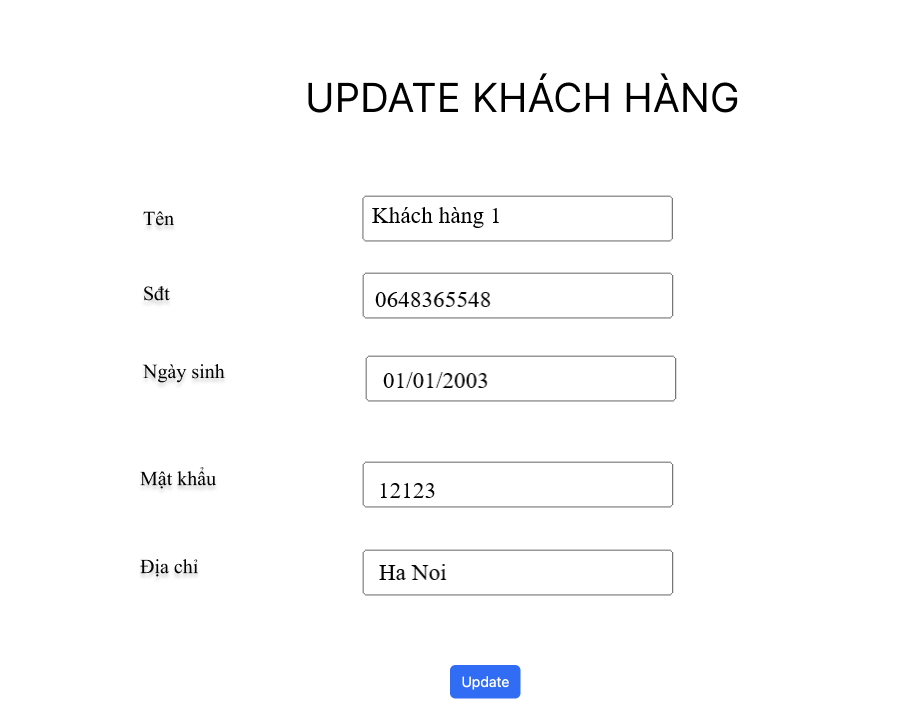 UPDATE KHÁCH HÀNG
Tên Khách hàng 1
Sđt 0648365548
Ngày sinh 01/01/2003
Mật khẩu 12123
Địa chỉ Ha Noi
Update